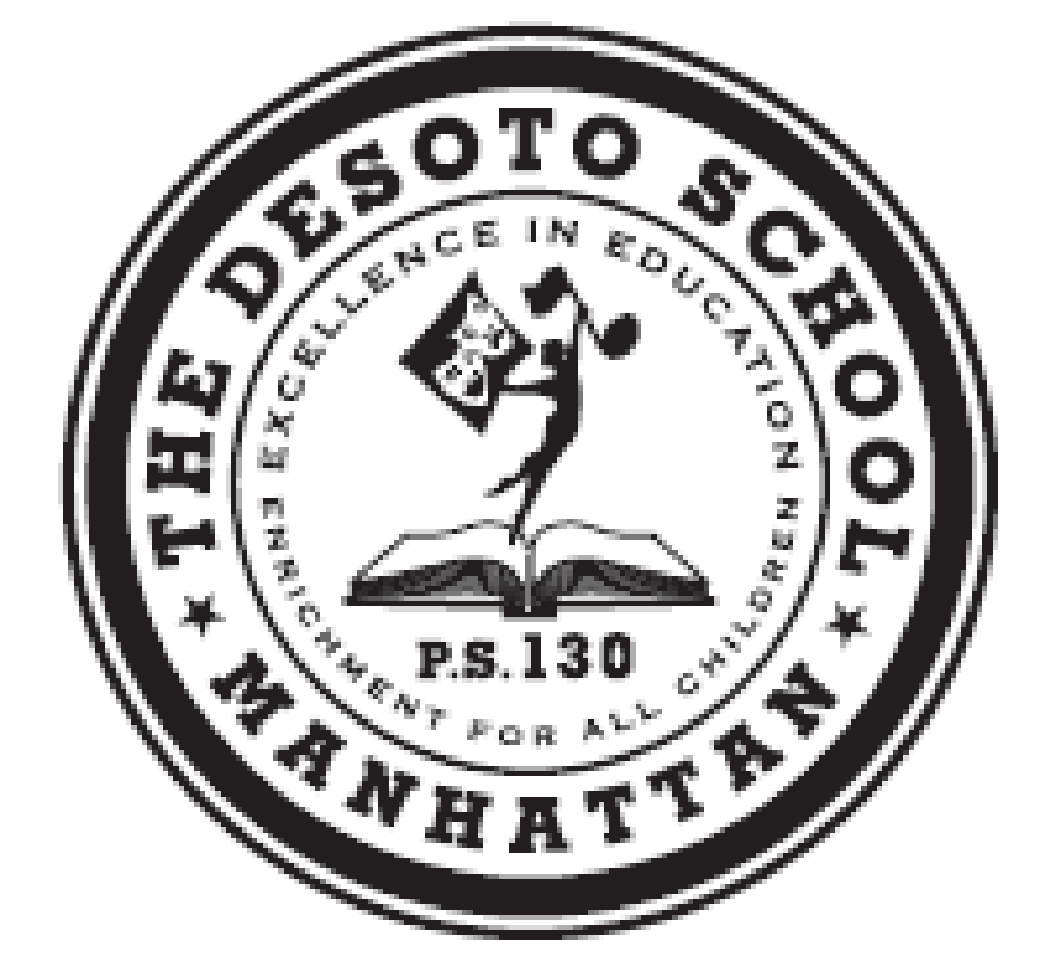 THE DESOTO SCHOOL
EXCELLENCE IN EDUCATION
P.S.130
ENRICHMENT FOR ALL CHILDREN
★ MANHATTAN ★